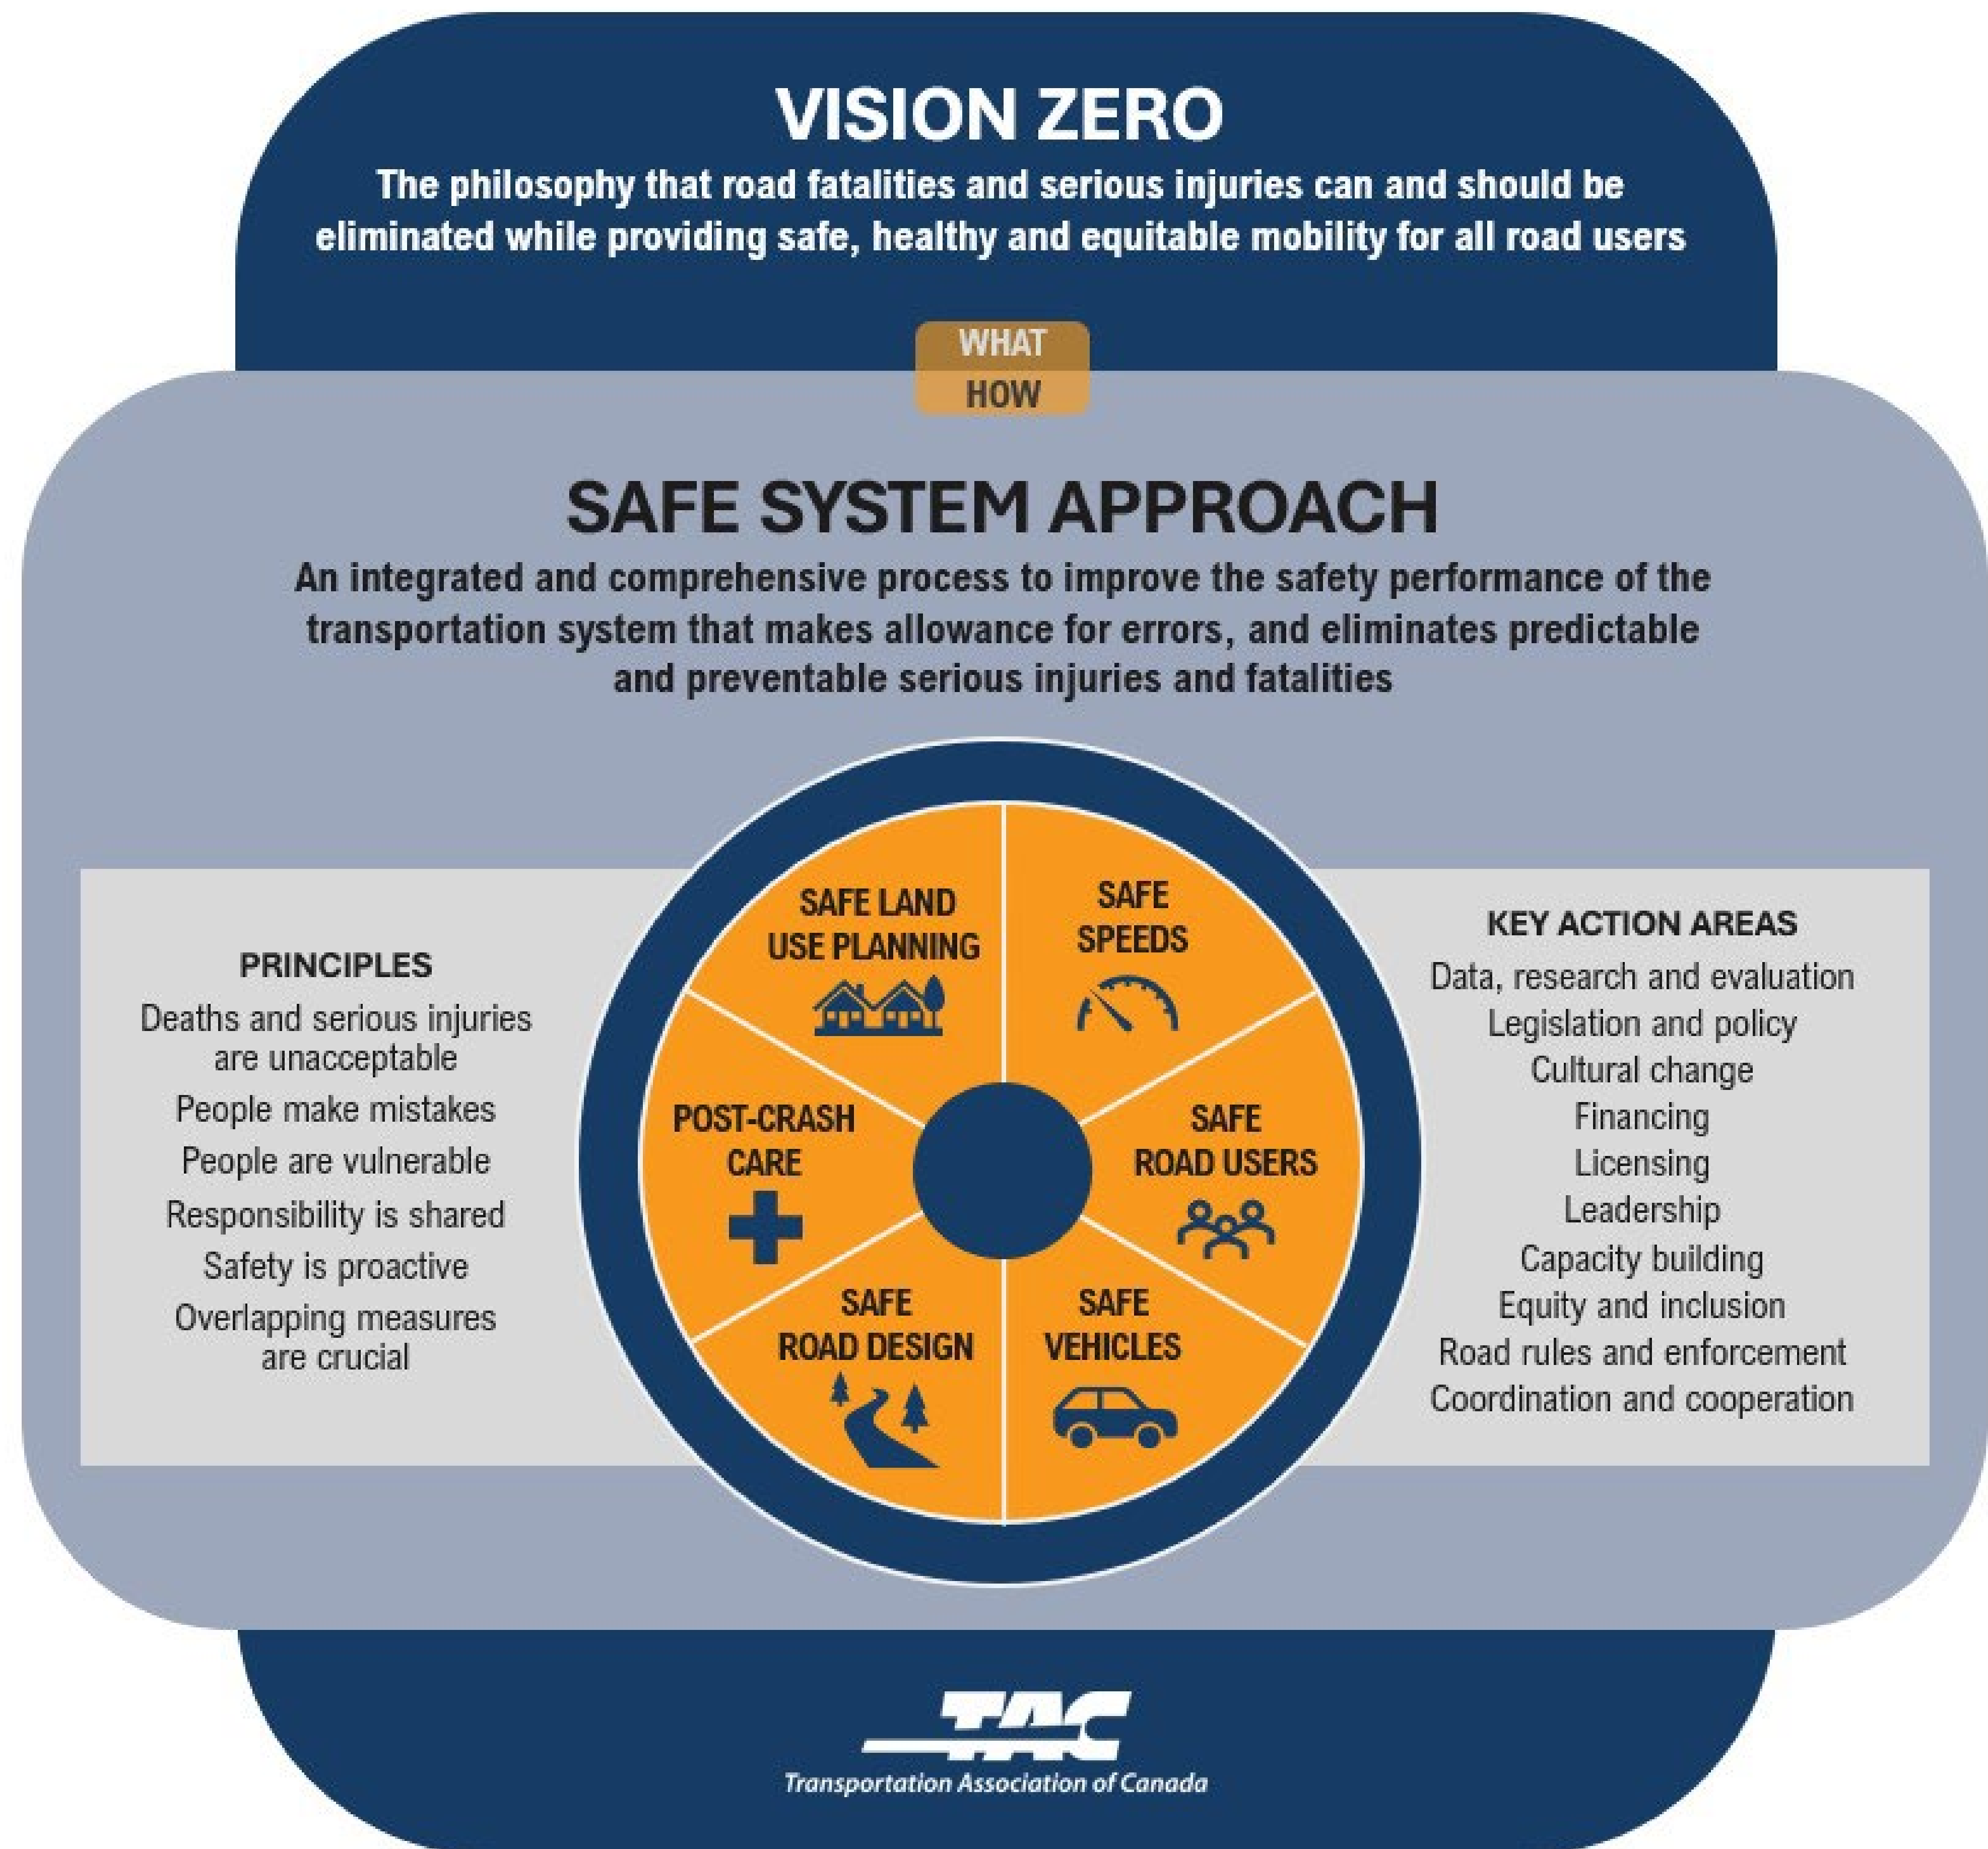 VISION ZERO
The philosophy that road fatalities and serious injuries can and should be
eliminated while providing safe, healthy and equitable mobility for all road users
WHAT
HOW
SAFE SYSTEM APPROACH
An integrated and comprehensive process to improve the safety performance of the
transportation system that makes allowance for errors, and eliminates predictable
and preventable serious injuries and fatalities
PRINCIPLES
Deaths and serious injuries
are unacceptable
People make mistakes
People are vulnerable
Responsibility is shared
Safety is proactive
Overlapping measures
are crucial
SAFE LAND
USE PLANNING
SAFE
SPEEDS
POST-CRASH
CARE
SAFE
ROAD USERS
SAFE
ROAD DESIGN
SAFE
VEHICLES
KEY ACTION AREAS
Data, research and evaluation
Legislation and policy
Cultural change
Financing
Licensing
Leadership
Capacity building
Equity and inclusion
Road rules and enforcement
Coordination and cooperation
TAC
Transportation Association of Canada